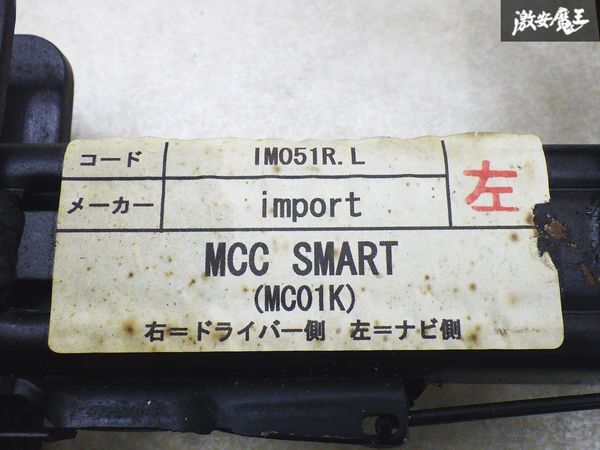 激安魔王
コード IM051R.L
左
メーカー import
MCC SMART
(MC01K)
右=ドライバー側 左=ナビ側